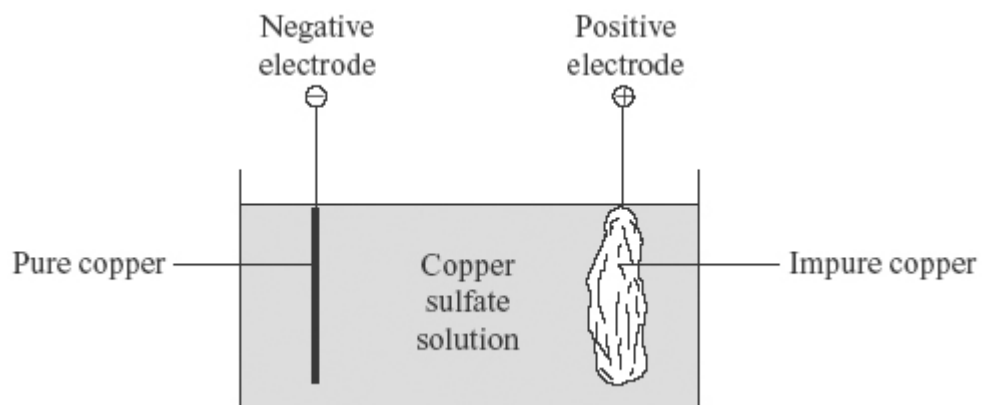 Negative
electrode
Positive
electrode
Pure copper
Copper
sulfate
solution
Impure copper